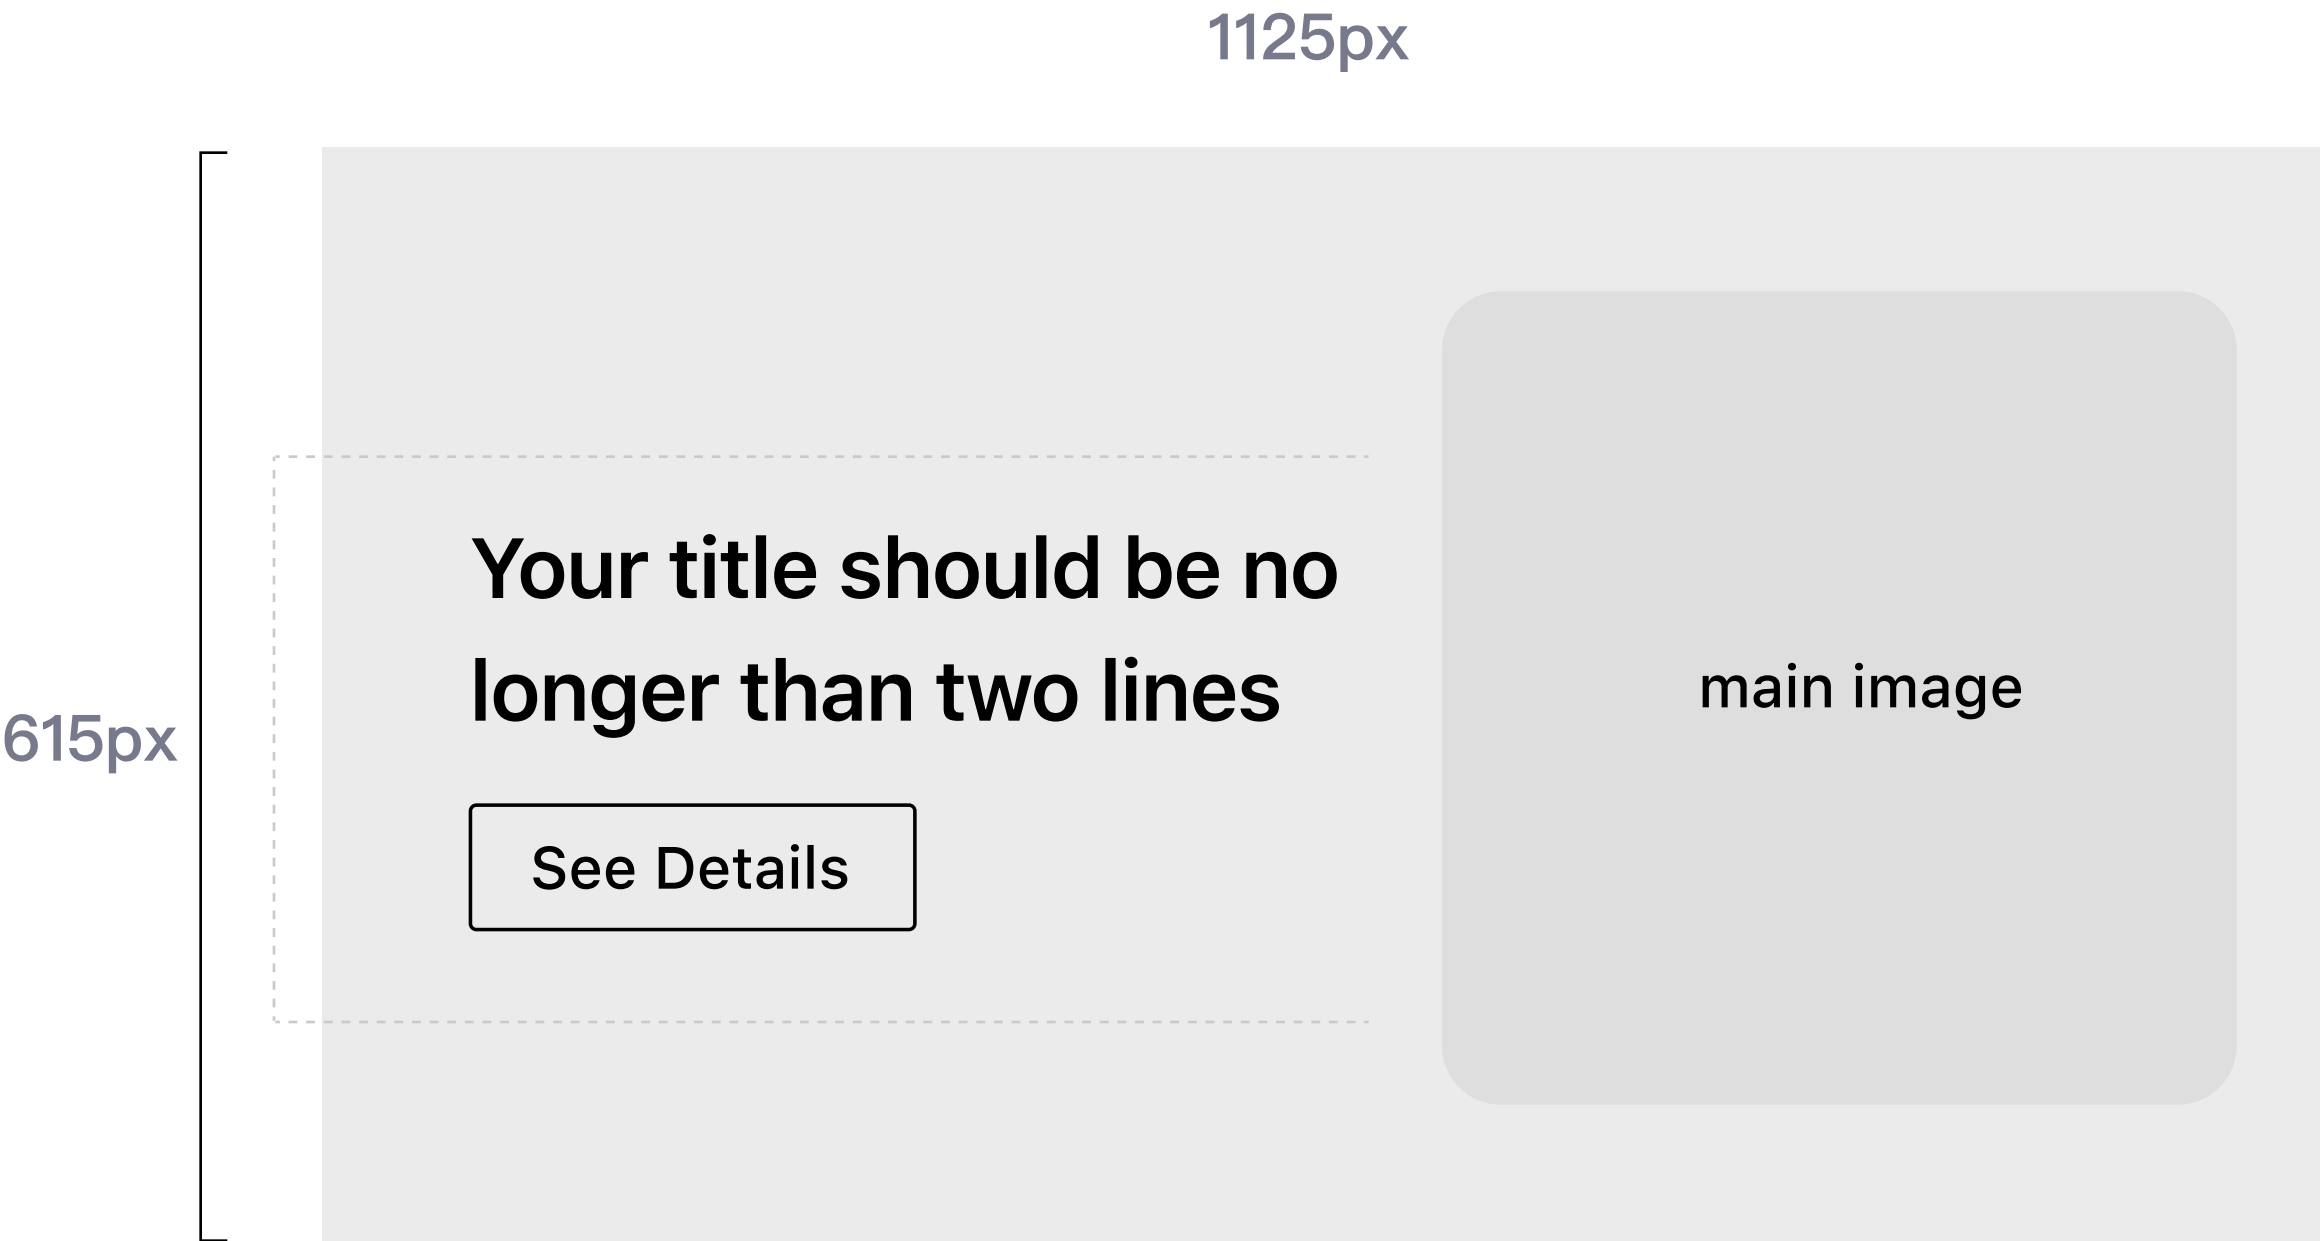 1125px
Your title should be no
longer than two lines
main image
615px
See Details